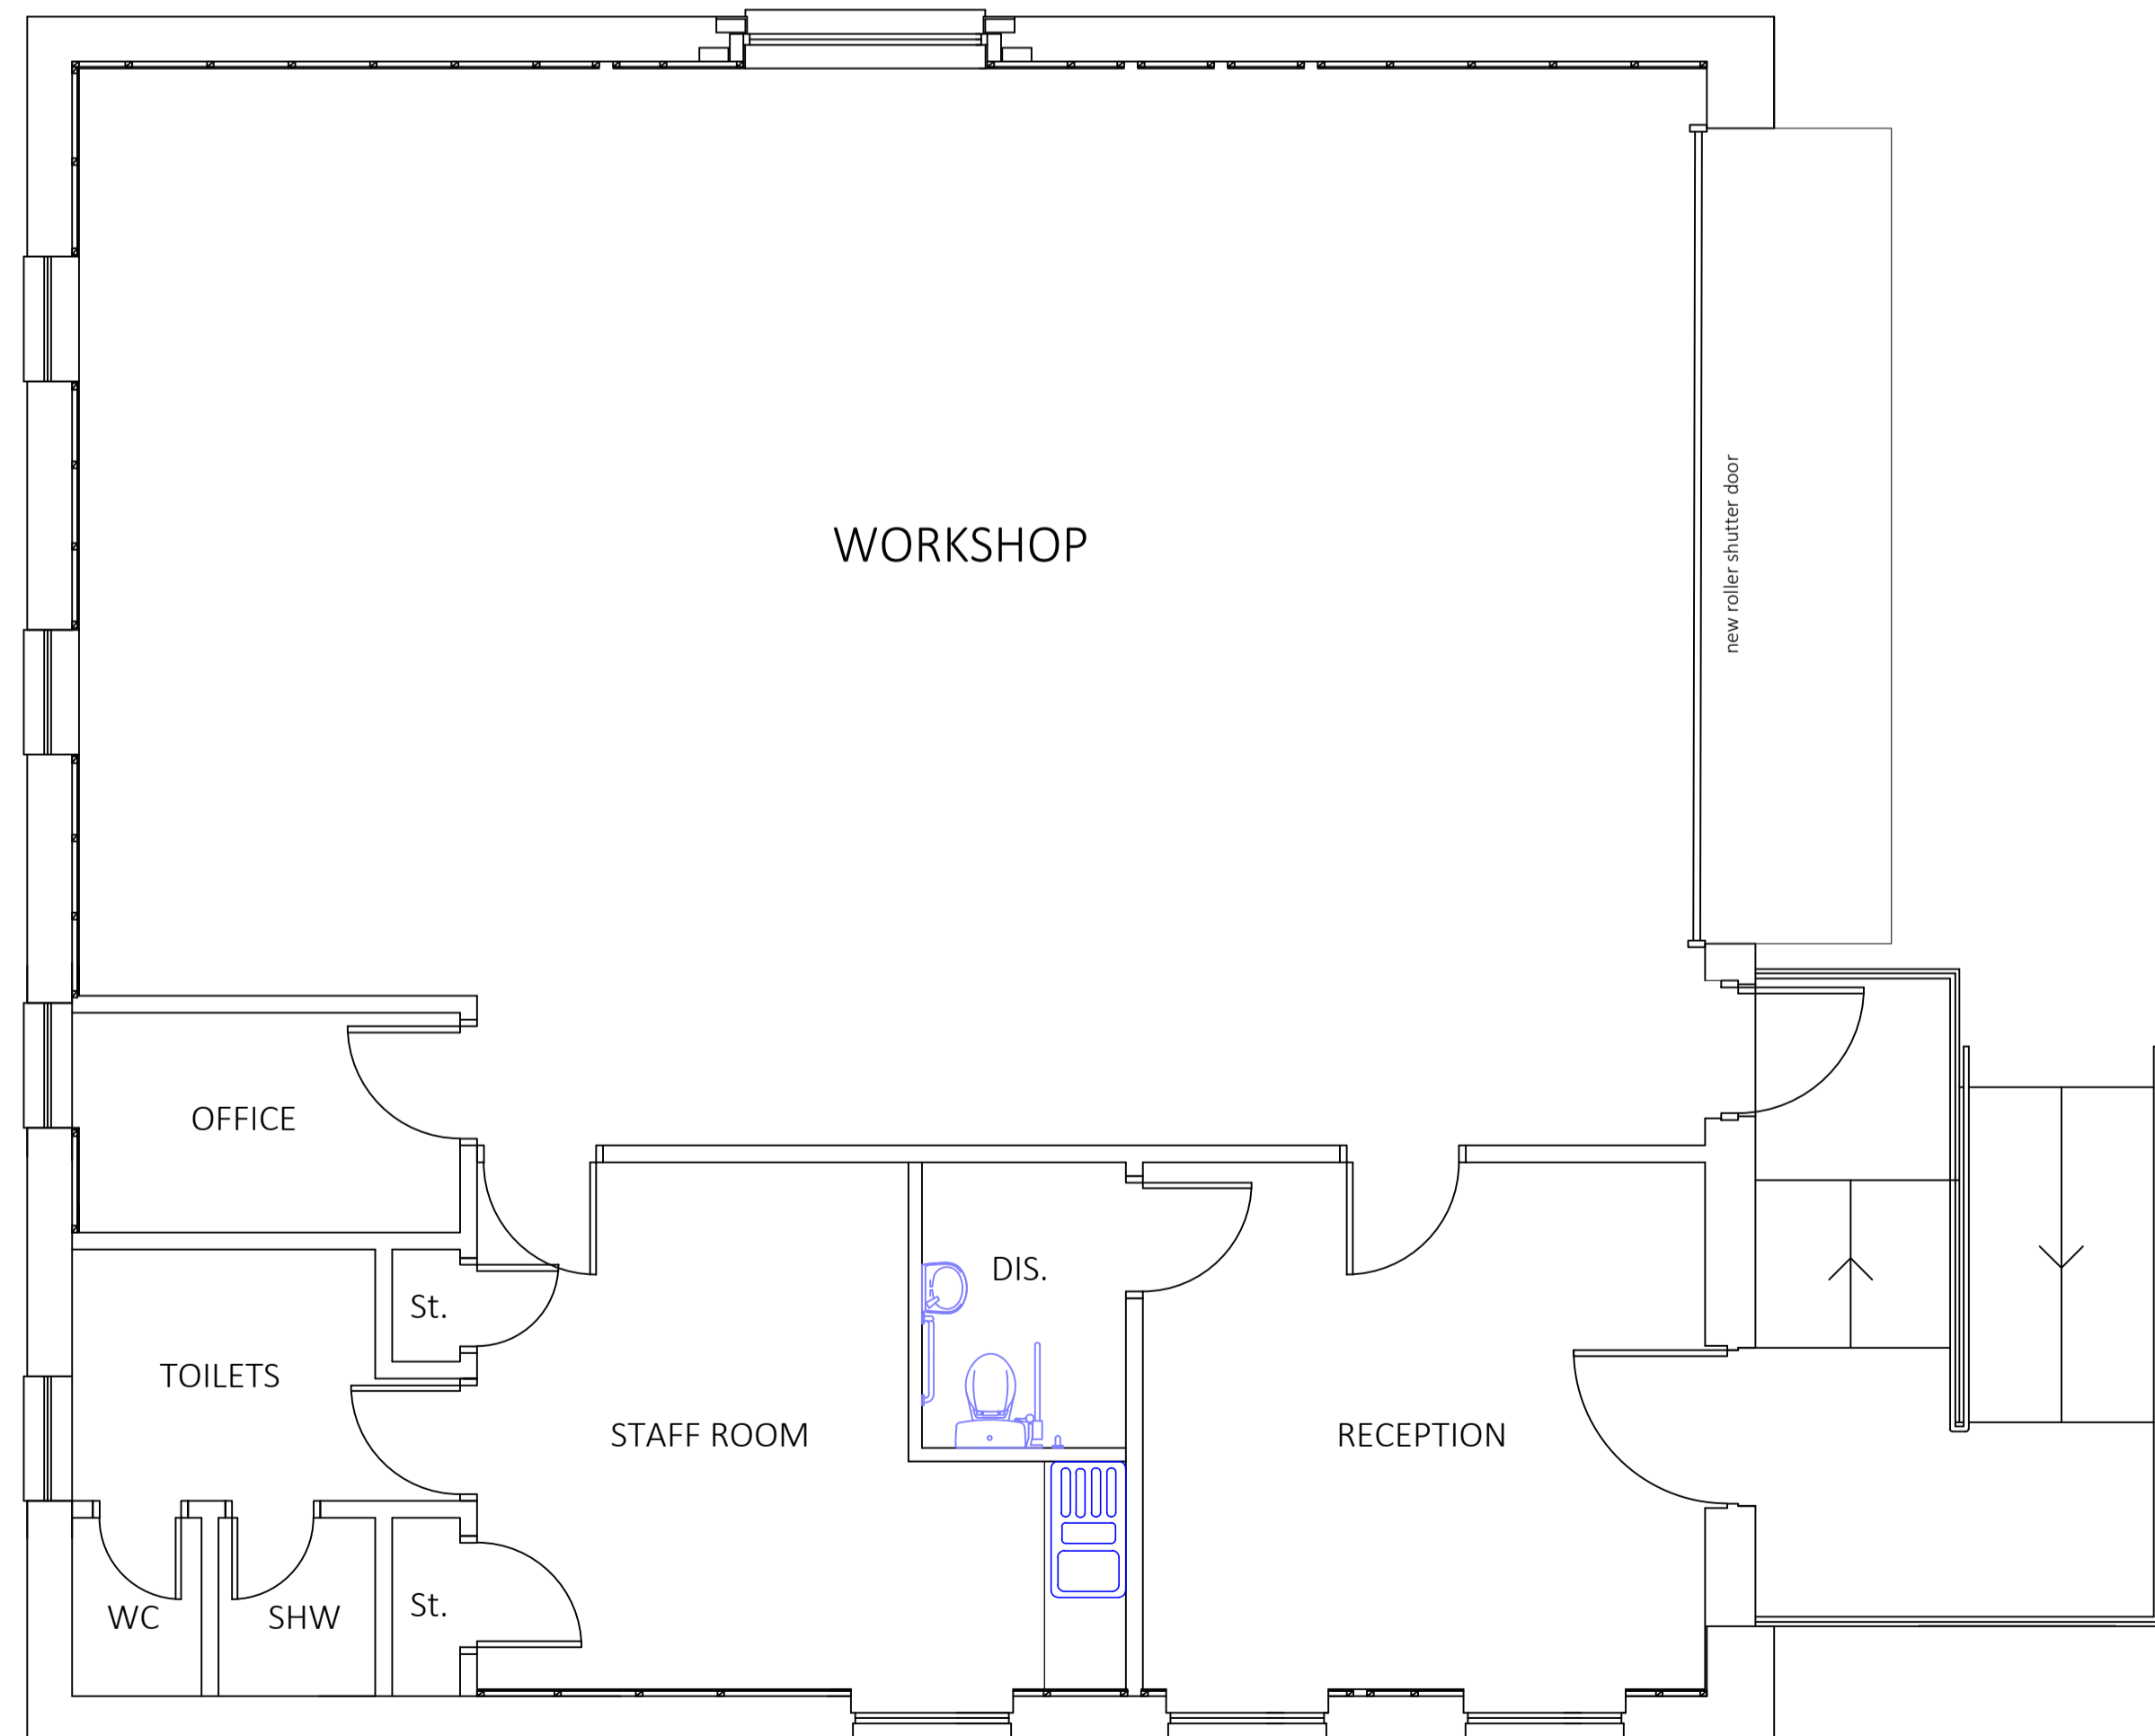 WORKSHOP
new roller shutter door
OFFICE
DIS.
St.
TOILETS
STAFF ROOM
RECEPTION
St.
WC
SHW